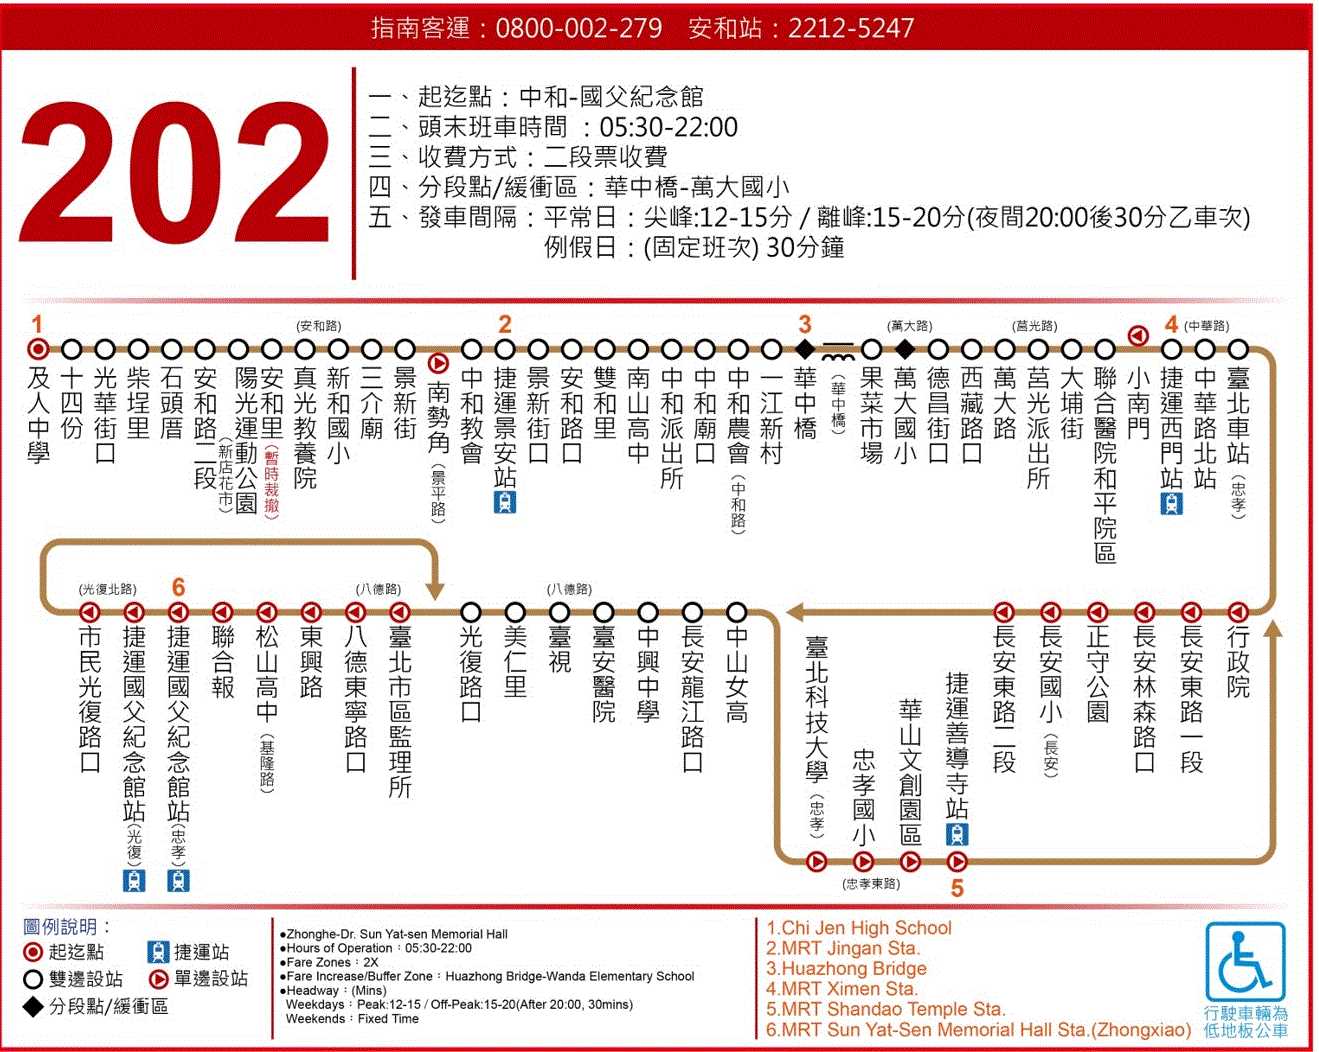 指南客運：0800-002-279　安和站：2212-5247
202
一、起迄點：中和-國父紀念館
二、頭末班車時間 ：05:30-22:00
三、收費方式：二段票收費
四、分段點/緩衝區：華中橋-萬大國小
五、發車間隔：平常日：尖峰:12-15分 / 離峰:15-20分(夜間20:00後30分乙車次)
例假日：(固定班次) 30分鐘
1
(安和路)
2
3
(萬大路)
(莒光路)
4
(中華路)
及人中學
十四份
光華街口
柴埕里
石頭厝
安和路二段
陽光運動公園
(新店花市)
安和里(暫時裁撤)
真光教養院
新和國小
三介廟
景新街
南勢角(景平路)
中和教會
捷運景安站
景新街口
安和路口
雙和里
南山高中
中和派出所
中和廟口
中和農會(中和路)
一江新村
華中橋
(華中橋)
果菜市場
萬大國小
德昌街口
西藏路口
萬大路
莒光派出所
大埔街
聯合醫院和平院區
小南門
捷運西門站
中華路北站
臺北車站(忠孝)
(光復北路)
6
(八德路)
(八德路)
市民光復路口
捷運國父紀念館站(光復)
捷運國父紀念館站(忠孝)
聯合報
松山高中(基隆路)
東興路
八德東寧路口
臺北市區監理所
光復路口
美仁里
臺視
臺安醫院
中興中學
長安龍江路口
中山女高
臺北科技大學(忠孝)
忠孝國小
華山文創園區
捷運善導寺站
長安東路二段
長安國小(長安)
正守公園
長安林森路口
長安東路一段
行政院
(忠孝東路)
5
圖例說明：
起迄點
捷運站
雙邊設站
單邊設站
分段點/緩衝區
●Zhonghe-Dr. Sun Yat-sen Memorial Hall
●Hours of Operation：05:30-22:00
●Fare Zones：2X
●Fare Increase/Buffer Zone：Huazhong Bridge-Wanda Elementary School
●Headway：(Mins)
Weekdays：Peak:12-15 / Off-Peak:15-20(After 20:00, 30mins)
Weekends：Fixed Time
1.Chi Jen High School
2.MRT Jingan Sta.
3.Huazhong Bridge
4.MRT Ximen Sta.
5.MRT Shandao Temple Sta.
6.MRT Sun Yat-Sen Memorial Hall Sta.(Zhongxiao)
行駛車輛為
低地板公車